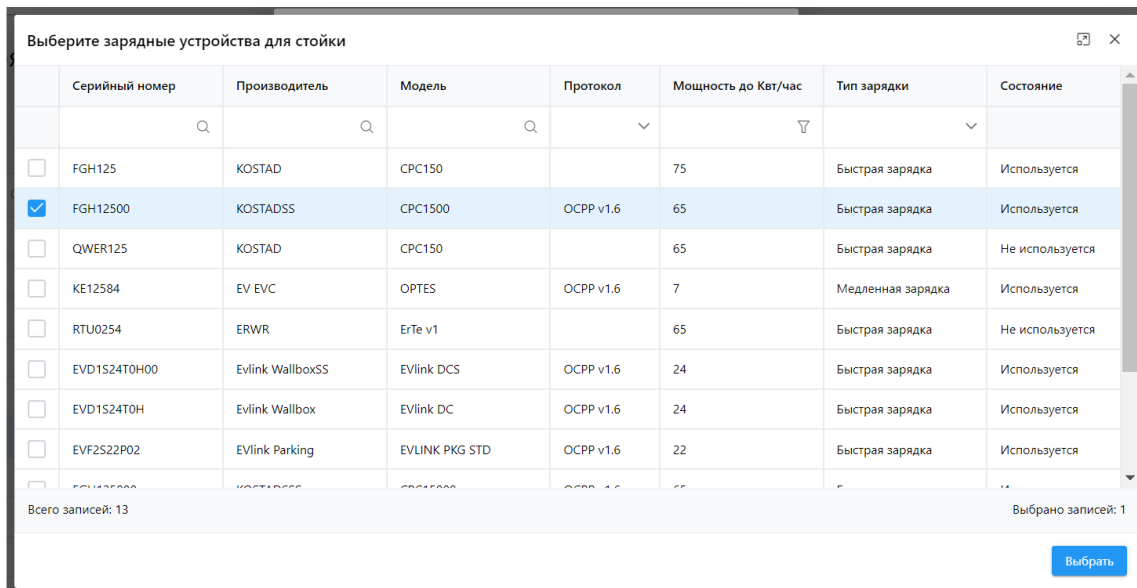 Выберите зарядные устройства для стойки
Серийный номер Производитель Модель Протокол Мощность до Квт/час Тип зарядки Состояние
FGH125 KOSTAD CPC150 75 Быстрая зарядка Используется
FGH12500 KOSTADSS CPC1500 OCPP v1.6 65 Быстрая зарядка Используется
QWER125 KOSTAD CPC150 65 Быстрая зарядка Не используется
KE12584 EV EVC OPTES OCPP v1.6 7 Медленная зарядка Используется
RTU0254 ERWR ErTe v1 65 Быстрая зарядка Не используется
EVD1S24T0H00 Evlink WallboxSS EVlink DCS OCPP v1.6 24 Быстрая зарядка Используется
EVD1S24T0H Evlink Wallbox EVlink DC OCPP v1.6 24 Быстрая зарядка Используется
EVF2S22P02 EVlink Parking EVLINK PKG STD OCPP v1.6 22 Быстрая зарядка Используется
Всего записей: 13 Выбрано записей: 1
Выбрать